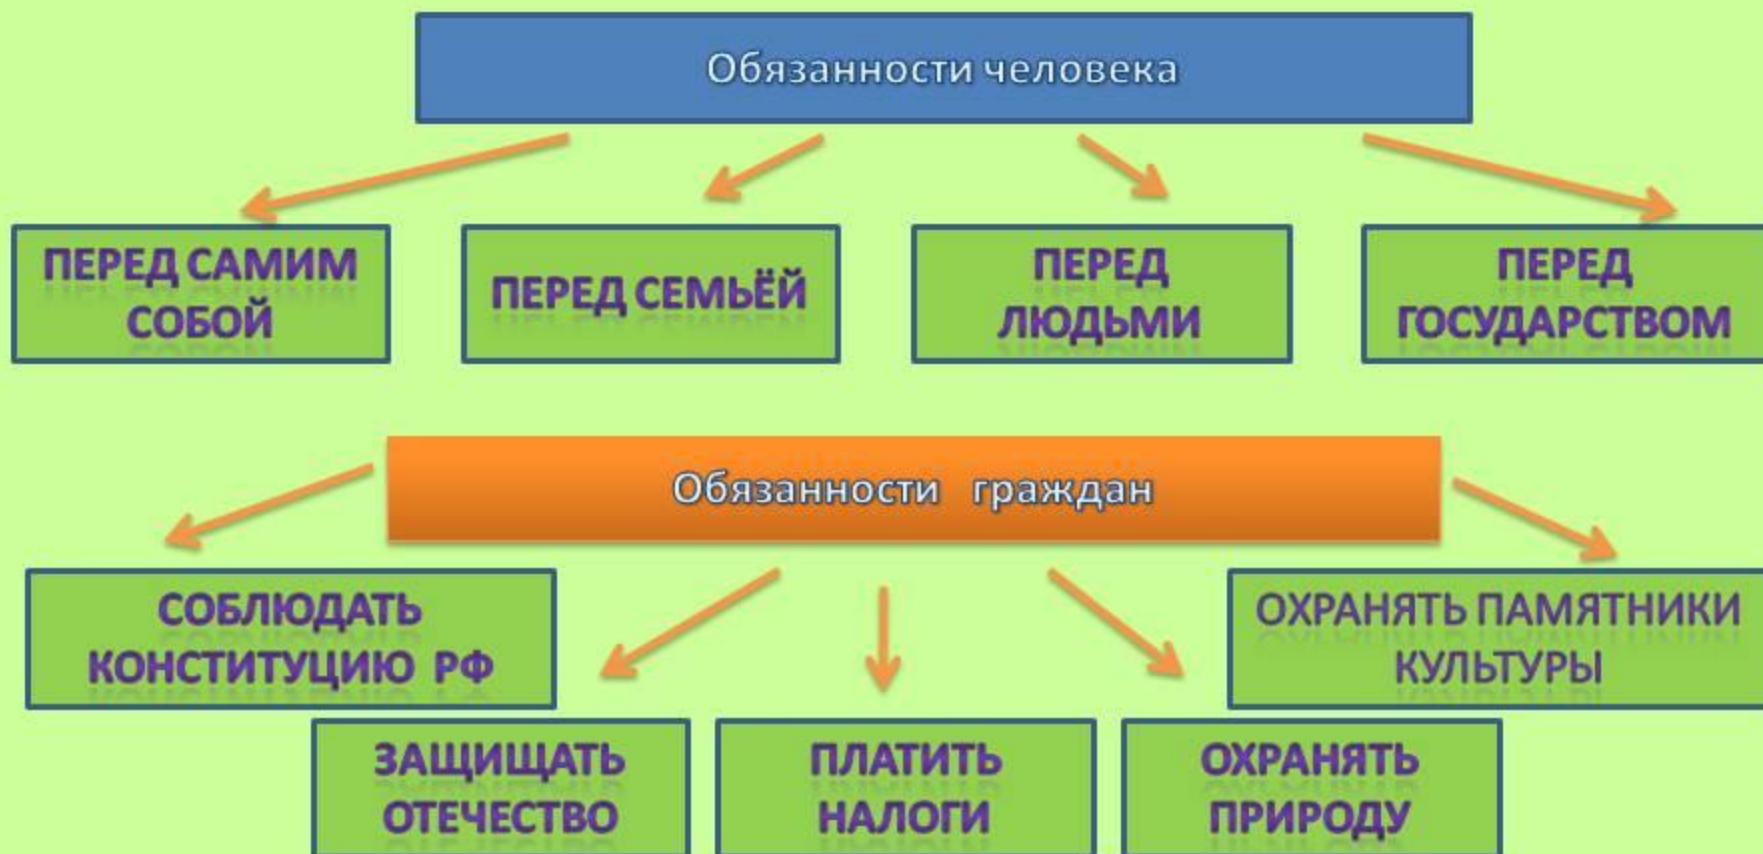 Обязанности человека
ПЕРЕД САМИМ
СОБОЙ
ПЕРЕД СЕМЬЁЙ
ПЕРЕД
ЛЮДЬМИ
ПЕРЕД
ГОСУДАРСТВОМ
Обязанности граждан
СОБЛЮДАТЬ
КОНСТИТУЦИЮ РФ
ЗАЩИЩАТЬ
ОТЕЧЕСТВО
ПЛАТИТЬ
НАЛОГИ
ОХРАНЯТЬ
ПРИРОДУ
ОХРАНЯТЬ ПАМЯТНИКИ
КУЛЬТУРЫ